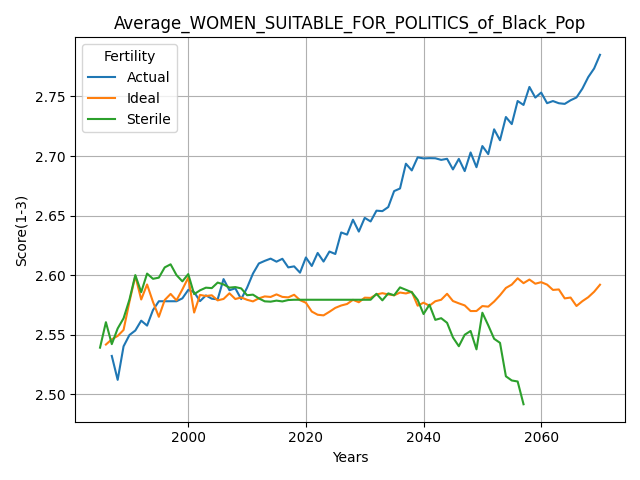 Average_WOMEN_SUITABLE_FOR_POLITICS_of_Black_Pop
Fertility
Actual
Ideal
Sterile
Score(1-3)
2.75
2.70
2.65
2.60
2.55
2.50
2000 2020 2040 2060
Years